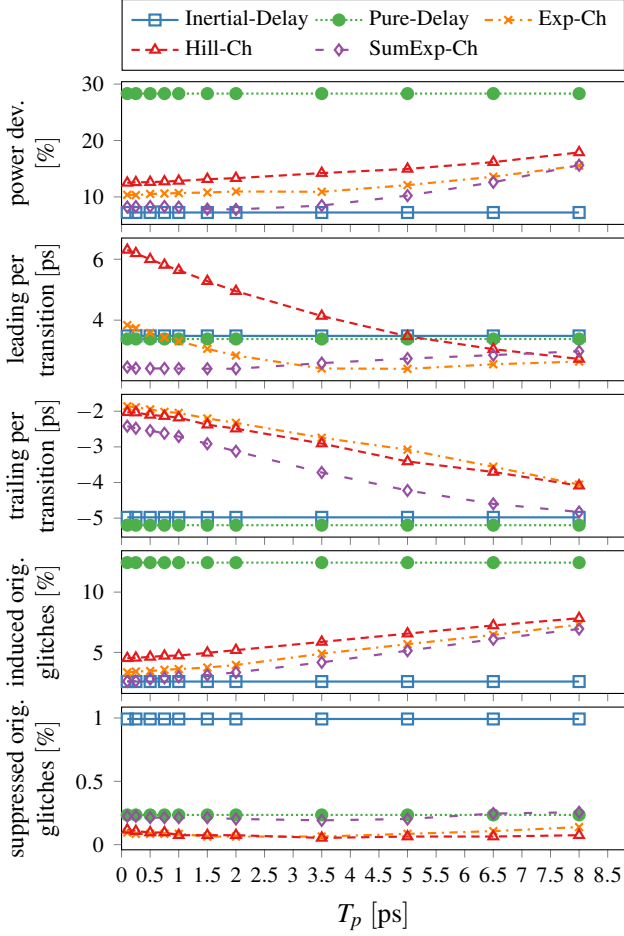 Inertial-Delay Pure-Delay Exp-Ch
Hill-Ch SumExp-Ch
power dev.
[%]
30
20
10
leading per
transition [ps]
6
4
trailing per
transition [ps]
−2
−3
−4
−5
induced orig.
glitches [%]
10
5
suppressed orig.
glitches [%]
1
0.5
0
0 0.5 1 1.5 2 2.5 3 3.5 4 4.5 5 5.5 6 6.5 7 7.5 8 8.5
T_p [ps]